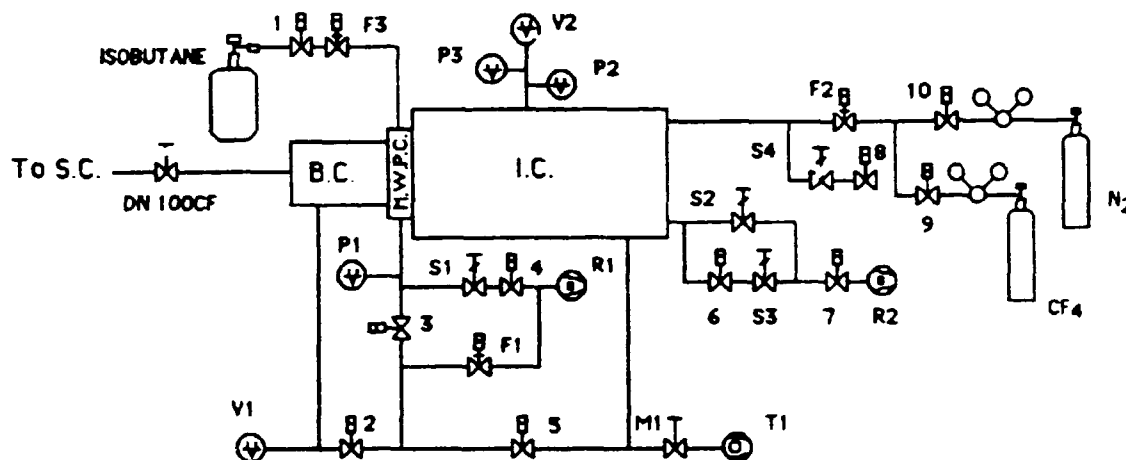 1 F3
V2
ISOBUTANE
P3
P2
F2 10
To S.C.
B.C.
M.W.P.C.
I.C.
S4 8
DN 100CF
S2
9
N2
P1
S1 4 R1
3
6 S3 7 R2
CF4
F1
V1
2
5
M1
T1